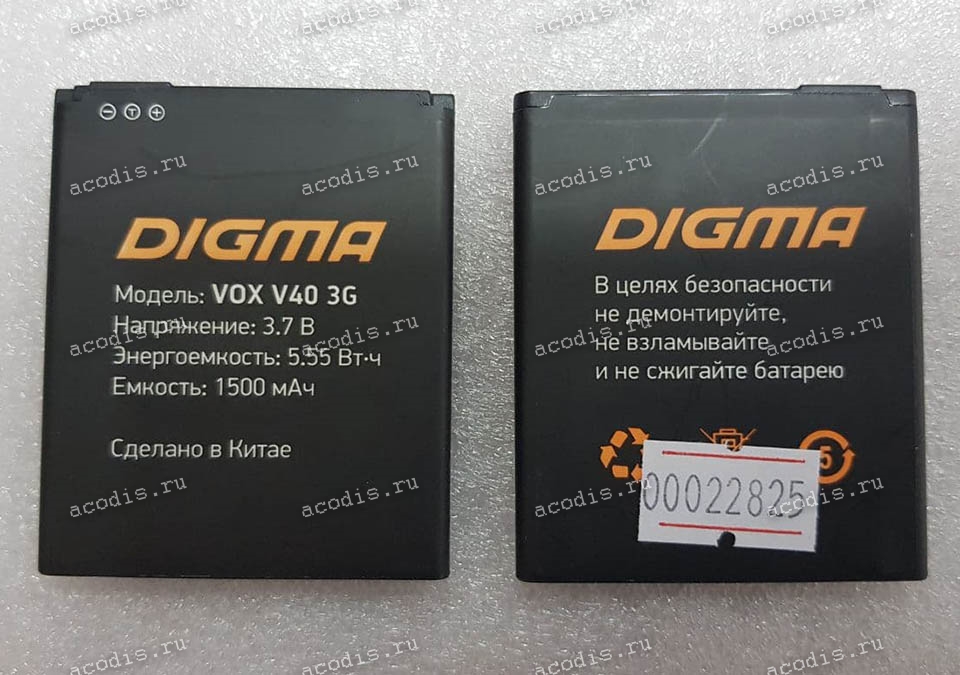 DIGMA
Модель: VOX V40 3G
Напряжение: 3.7 В
Энергоемкость: 5.55 Вт·ч
Емкость: 1500 мАч
Сделано в Китае
DIGMA
В целях безопасности
не демонтируйте,
не взламывайте
и не сжигайте батарею
5
00022825
acodis.ru